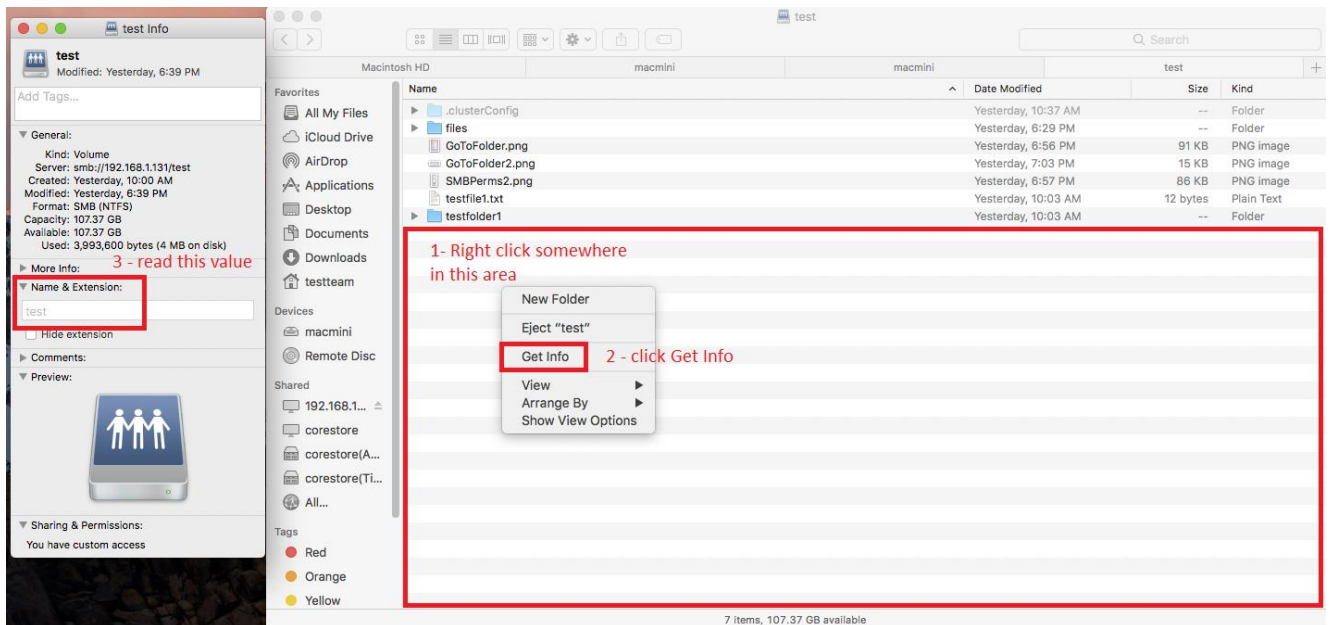 test Info
test
Modified: Yesterday, 6:39 PM
Add Tags...
General:
Kind: Volume
Server: smb://192.168.1.131/test
Created: Yesterday, 10:00 AM
Modified: Yesterday, 6:39 PM
Format: SMB (NTFS)
Capacity: 107.37 GB
Available: 107.37 GB
Used: 3,993,600 bytes (4 MB on disk)
3 - read this value
More Info:
Name & Extension:
test
Hide extension
Comments:
Preview:
Sharing & Permissions:
You have custom access
test
Search
Macintosh HD macmini macmini test
Favorites
All My Files
iCloud Drive
AirDrop
Applications
Desktop
Documents
Downloads
testteam
Devices
macmini
Remote Disc
Shared
192.168.1...
corestore
corestore(A...
corestore(Ti...
All...
Tags
Red
Orange
Yellow
Name Date Modified Size Kind
.clusterConfig Yesterday, 10:37 AM -- Folder
files Yesterday, 6:29 PM -- Folder
GoToFolder.png Yesterday, 6:56 PM 91 KB PNG image
GoToFolder2.png Yesterday, 7:03 PM 15 KB PNG image
SMBPerms2.png Yesterday, 6:57 PM 86 KB PNG image
testfile1.txt Yesterday, 10:03 AM 12 bytes Plain Text
testfolder1 Yesterday, 10:03 AM -- Folder
1- Right click somewhere
in this area
New Folder
Eject "test"
Get Info
2 - click Get Info
View
Arrange By
Show View Options
7 items, 107.37 GB available